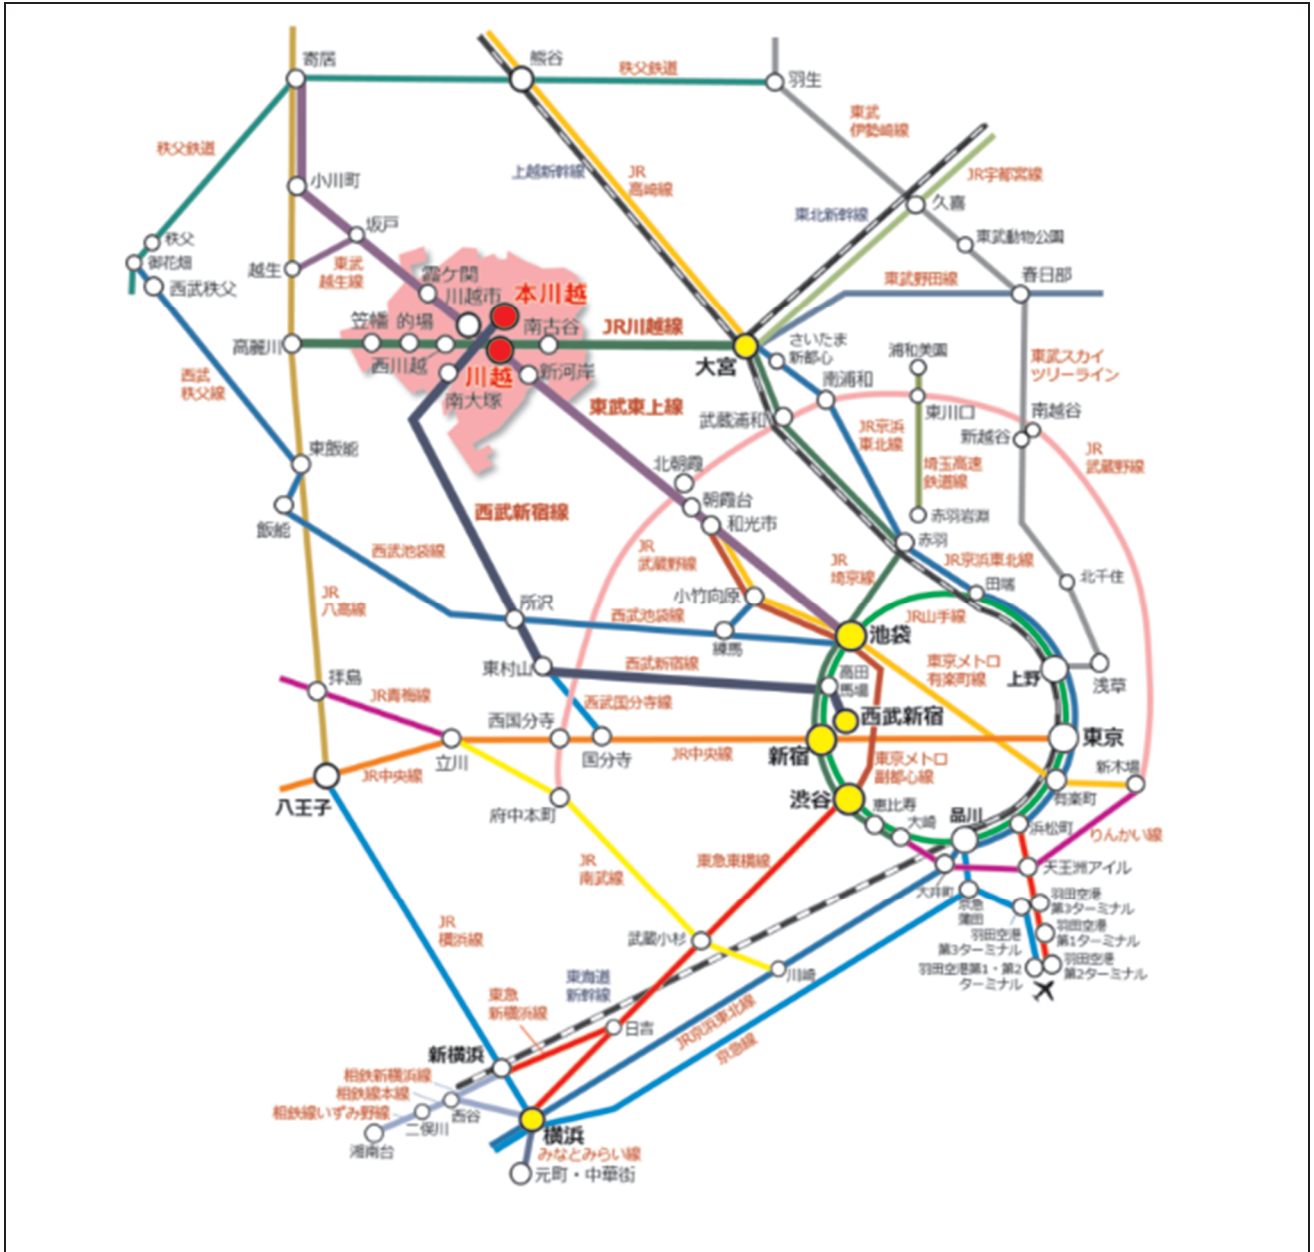 寄居
熊谷
秩父鉄道
羽生
東武
伊勢崎線
秩父鉄道
上越新幹線
JR
高崎線
JR宇都宮線
小川町
久喜
東北新幹線
坂戸
東武動物公園
秩父
御花畑
越生
東武
越生線
霞ケ関
東武野田線
春日部
西武秩父
川越市
本川越
笠幡
的場
南古谷
JR川越線
さいたま
新都心
高麗川
西川越
川越
新河岸
大宮
浦和美園
東武スカイ
ツリーライン
西武
秩父線
南大塚
東武東上線
南浦和
武蔵浦和
東川口
南越谷
新越谷
JR京浜
東北線
東飯能
北朝霞
埼玉高速
鉄道線
JR
武蔵野線
朝霞台
飯能
西武新宿線
和光市
赤羽岩淵
赤羽
西武池袋線
JR
武蔵野線
JR
埼京線
JR京浜東北線
北千住
田端
JR
八高線
所沢
小竹向原
西武池袋線
JR山手線
練馬
池袋
東村山
西武新宿線
高田
馬場
東京メトロ
有楽町線
上野
浅草
拝島
JR青梅線
西武国分寺線
西国分寺
西武新宿
立川
国分寺
JR中央線
新宿
東京
JR中央線
東京メトロ
副都心線
新木場
八王子
府中本町
渋谷
恵比寿
大崎
品川
有楽町
浜松町
りんかい線
JR
南武線
東急東横線
天王洲アイル
大井町
京急
蒲田
羽田空港
第3ターミナル
JR
横浜線
武蔵小杉
羽田空港
第3ターミナル
羽田空港
第1ターミナル
川崎
羽田空港第1・第2
ターミナル
羽田空港
第2ターミナル
東海道
新幹線
東急
新横浜線
日吉
JR京浜東北線
京急線
新横浜
相鉄新横浜線
相鉄線本線
相鉄線いずみ野線
西谷
二俣川
湘南台
横浜
みなとみらい線
元町・中華街